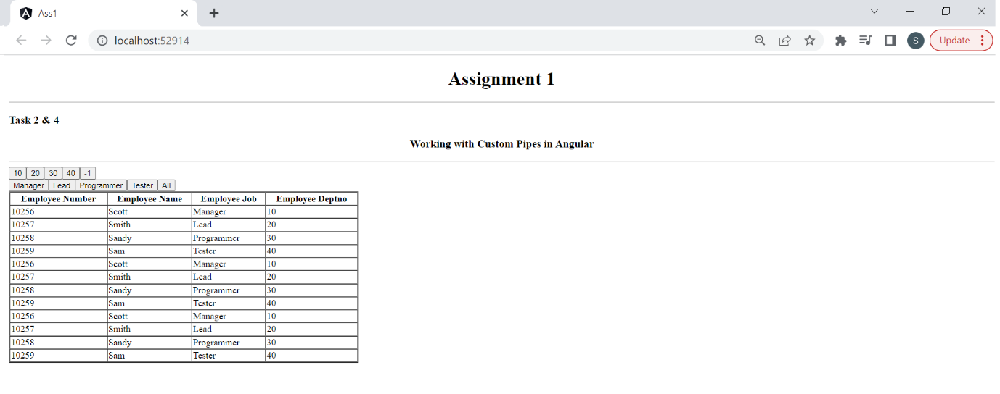 Ass1
localhost:52914
S
Update
Assignment 1
Task 2 & 4
Working with Custom Pipes in Angular
10 20 30 40 -1
Manager Lead Programmer Tester All
Employee Number Employee Name Employee Job Employee Deptno
10256 Scott Manager 10
10257 Smith Lead 20
10258 Sandy Programmer 30
10259 Sam Tester 40
10256 Scott Manager 10
10257 Smith Lead 20
10258 Sandy Programmer 30
10259 Sam Tester 40
10256 Scott Manager 10
10257 Smith Lead 20
10258 Sandy Programmer 30
10259 Sam Tester 40